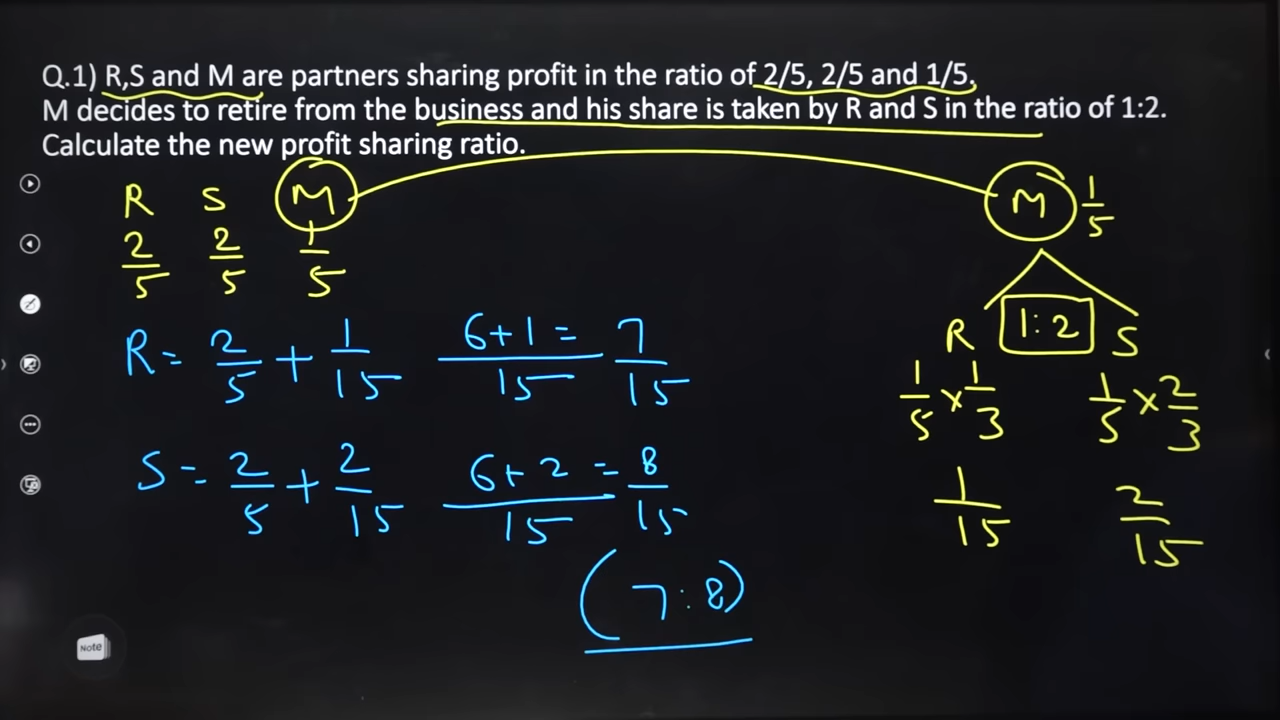 Q.1) R,S and M are partners sharing profit in the ratio of 2/5, 2/5 and 1/5.
M decides to retire from the business and his share is taken by R and S in the ratio of 1:2.
Calculate the new profit sharing ratio.
R S M
2/5 2/5 1/5
M 1/5
R 1:2 S
1/5 × 1/3 1/5 × 2/3
1/15 2/15
R = 2/5 + 1/15 6+1/15 = 7/15
S = 2/5 + 2/15 6+2/15 = 8/15
(7:8)
Note